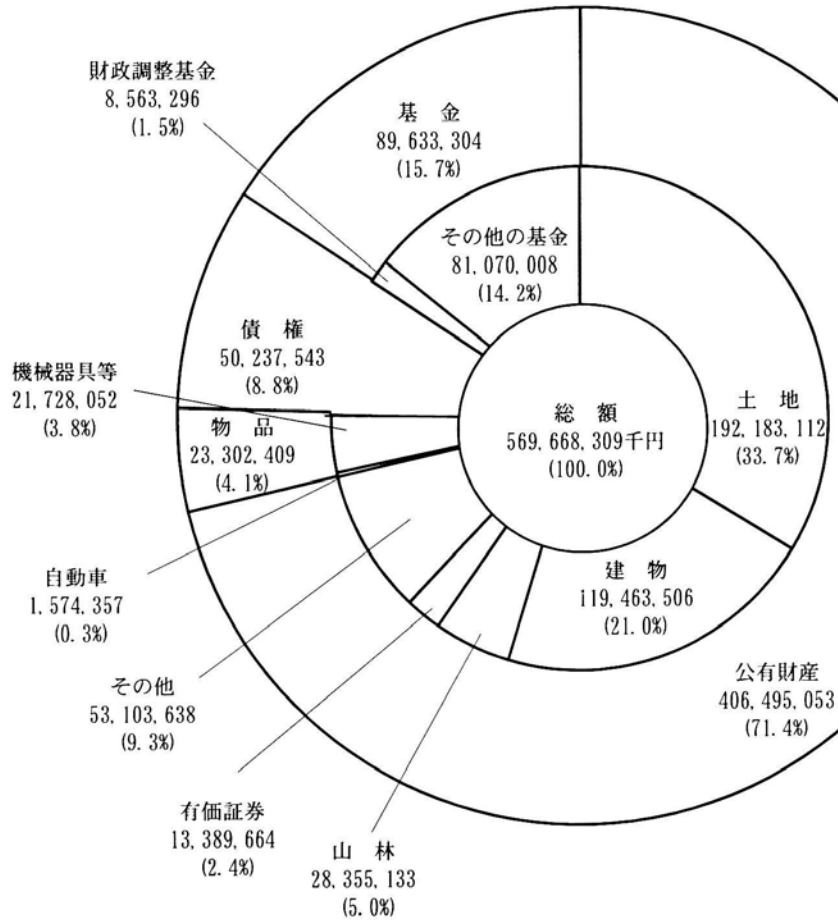 財政調整基金
8,563,296
(1.5%)
基 金
89,633,304
(15.7%)
その他の基金
81,070,008
(14.2%)
債 権
50,237,543
(8.8%)
機械器具等
21,728,052
(3.8%)
物 品
23,302,409
(4.1%)
総 額
569,668,309千円
(100.0%)
土 地
192,183,112
(33.7%)
自動車
1,574,357
(0.3%)
建 物
119,463,506
(21.0%)
その他
53,103,638
(9.3%)
公有財産
406,495,053
(71.4%)
有価証券
13,389,664
(2.4%)
山 林
28,355,133
(5.0%)